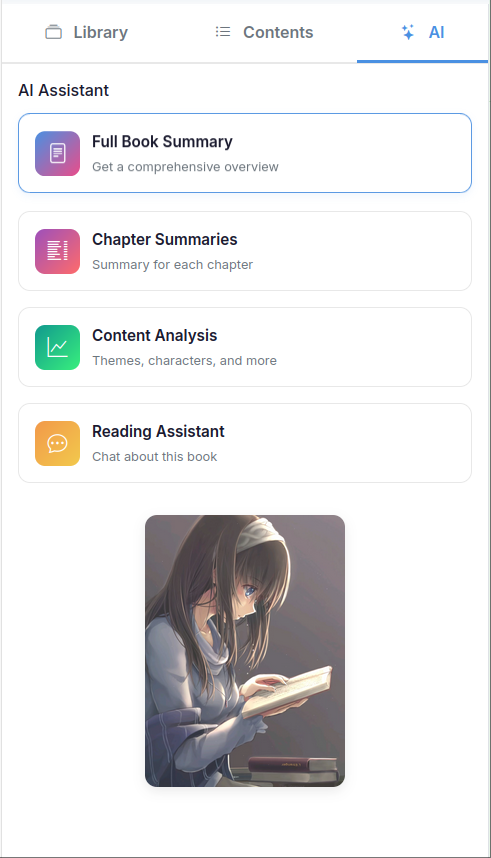 Library
Contents
AI
AI Assistant
Full Book Summary
Get a comprehensive overview
Chapter Summaries
Summary for each chapter
Content Analysis
Themes, characters, and more
Reading Assistant
Chat about this book